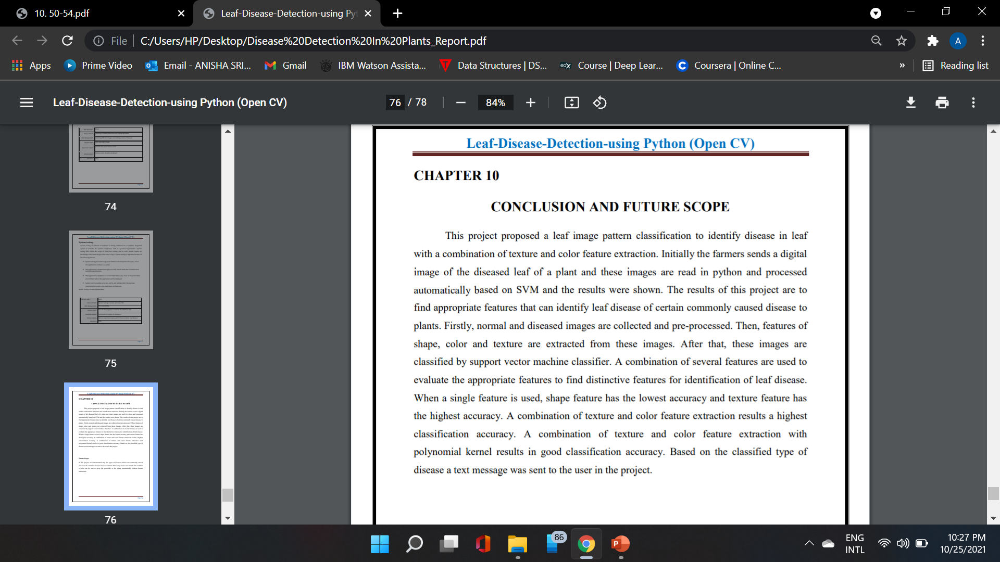 10. 50-54.pdf
Leaf-Disease-Detection-using Py
File
C:/Users/HP/Desktop/Disease%20Detection%20In%20Plants_Report.pdf
A
Apps
Prime Video
Email - ANISHA SRI...
Gmail
IBM Watson Assista...
Data Structures | DS...
edX
Course | Deep Lear...
Coursera | Online C...
»
Reading list
Leaf-Disease-Detection-using Python (Open CV)
76 / 78
84%
74
75
76
Leaf-Disease-Detection-using Python (Open CV)
CHAPTER 10
CONCLUSION AND FUTURE SCOPE
This project proposed a leaf image pattern classification to identify disease in leaf
with a combination of texture and color feature extraction. Initially the farmers sends a digital
image of the diseased leaf of a plant and these images are read in python and processed
automatically based on SVM and the results were shown. The results of this project are to
find appropriate features that can identify leaf disease of certain commonly caused disease to
plants. Firstly, normal and diseased images are collected and pre-processed. Then, features of
shape, color and texture are extracted from these images. After that, these images are
classified by support vector machine classifier. A combination of several features are used to
evaluate the appropriate features to find distinctive features for identification of leaf disease.
When a single feature is used, shape feature has the lowest accuracy and texture feature has
the highest accuracy. A combination of texture and color feature extraction results a highest
classification accuracy. A combination of texture and color feature extraction with
polynomial kernel results in good classification accuracy. Based on the classified type of
disease a text message was sent to the user in the project.
86
ENG
INTL
10:27 PM
10/25/2021